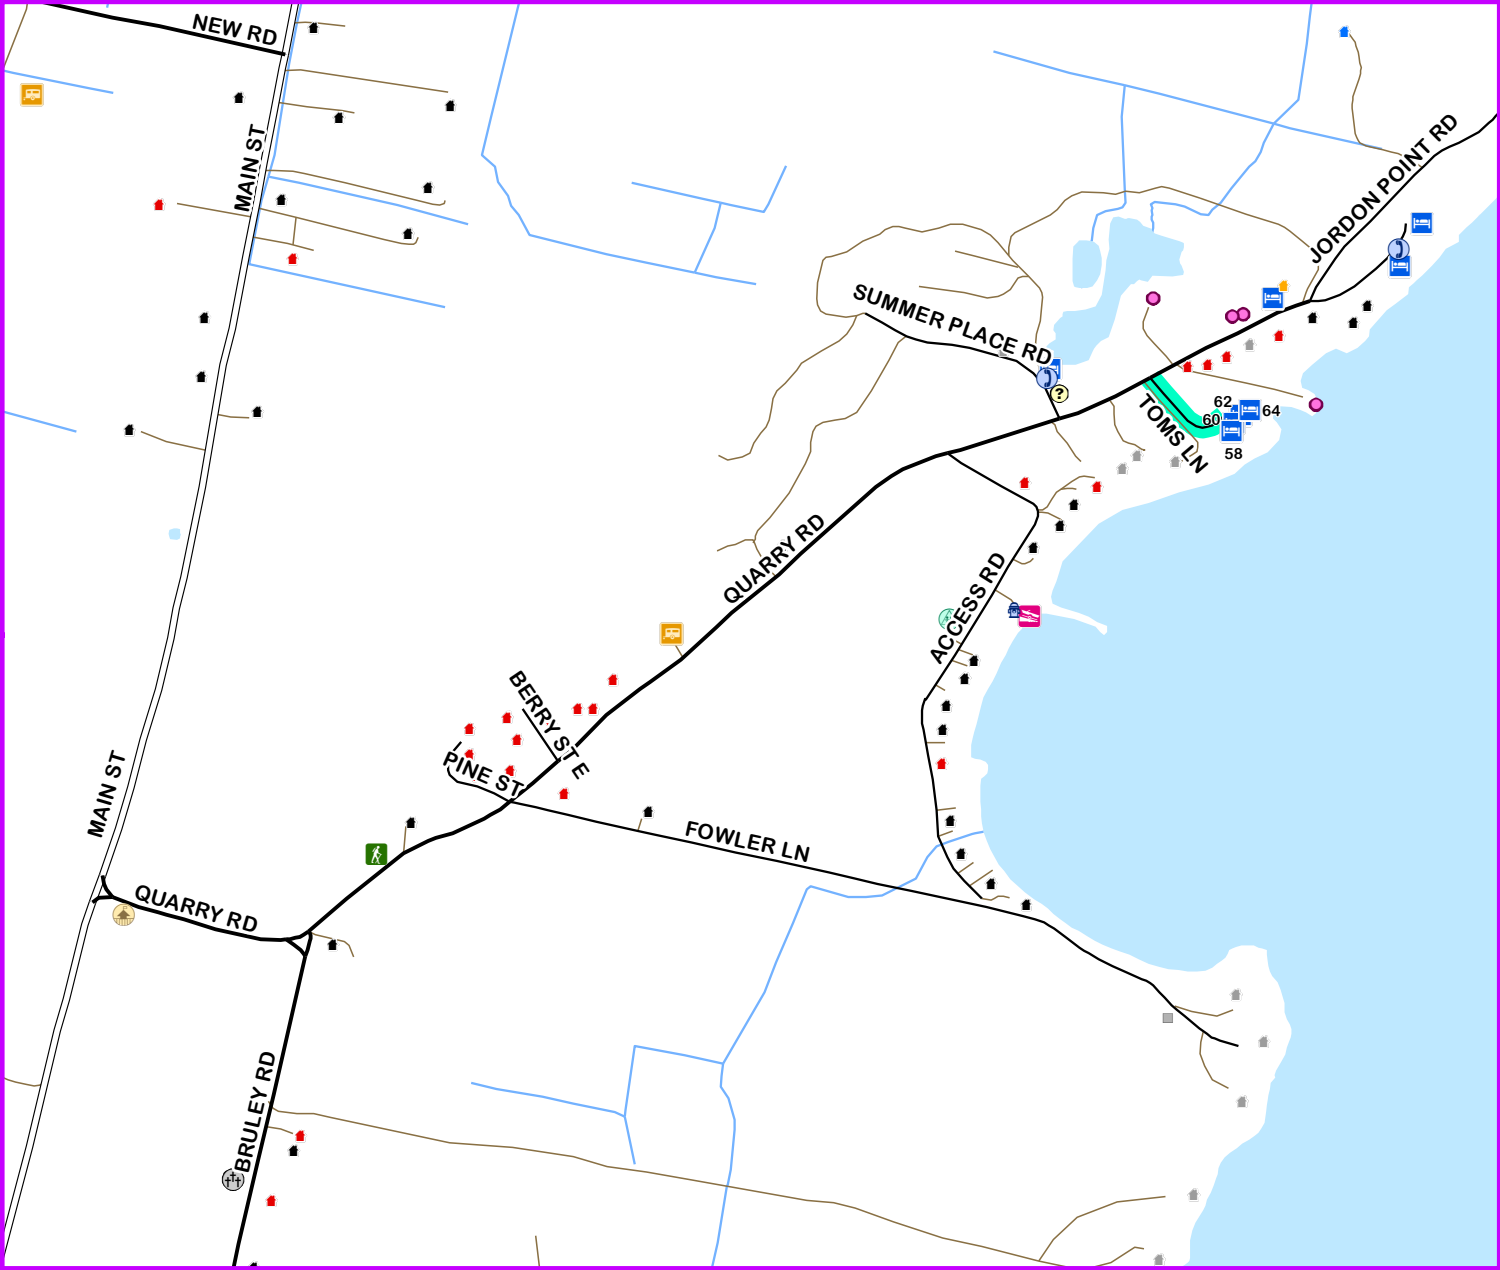 NEW RD
MAIN ST
JORDON POINT RD
SUMMER PLACE RD
?
TOMS LN
62
64
60
58
QUARRY RD
ACCESS RD
BERRY ST E
PINE ST
MAIN ST
FOWLER LN
QUARRY RD
BRULEY RD